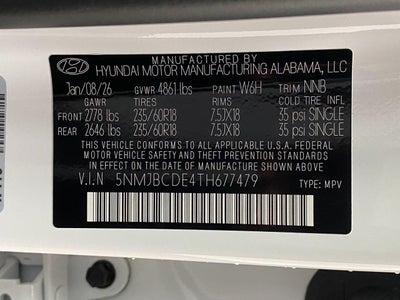 MANUFACTURED BY
HYUNDAI MOTOR MANUFACTURING ALABAMA, LLC
Jan/08/26 GVWR 4861 lbs PAINT W6H TRIM NNB
GAWR TIRES RIMS COLD TIRE INFL
FRONT 2778 lbs 235/60R18 7.5JX18 35 psi SINGLE
REAR 2646 lbs 235/60R18 7.5JX18 35 psi SINGLE
THIS VEHICLE CONFORMS TO ALL APPLICABLE FEDERAL
MOTOR VEHICLE SAFETY BUMPER, AND THEFT PREVENTION STANDARDS
IN EFFECT ON THE DATE OF MANUFACTURE SHOWN ABOVE.
V.I.N 5NMJBCDE4TH677479 TYPE: MPV